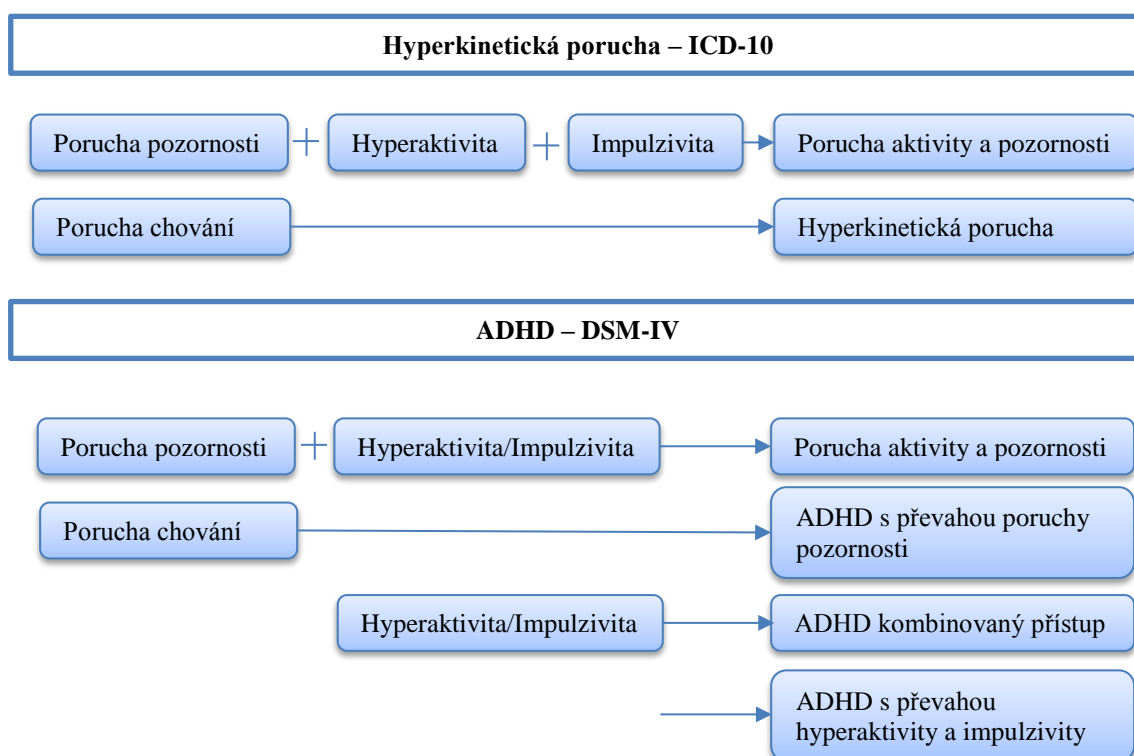 Hyperkinetická porucha – ICD-10
Porucha pozornosti + Hyperaktivita + Impulzivita Porucha aktivity a pozornosti
Porucha chování Hyperkinetická porucha
ADHD – DSM-IV
Porucha pozornosti + Hyperaktivita/Impulzivita Porucha aktivity a pozornosti
Porucha chování
ADHD s převahou poruchy
pozornosti
Hyperaktivita/Impulzivita ADHD kombinovaný přístup
ADHD s převahou
hyperaktivity a impulzivity